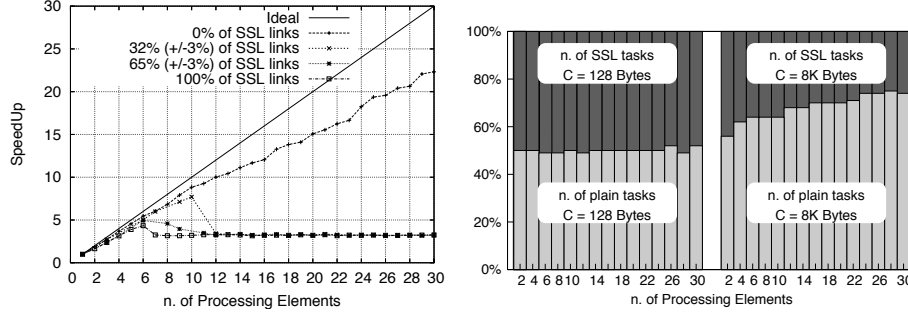 Ideal
0% of SSL links
32% (+/-3%) of SSL links
65% (+/-3%) of SSL links
100% of SSL links
SpeedUp
30
25
20
15
10
5
0
0 2 4 6 8 10 12 14 16 18 20 22 24 26 28 30
n. of Processing Elements
100%
80%
60%
40%
20%
0%
n. of SSL tasks
C = 128 Bytes
n. of plain tasks
C = 128 Bytes
n. of SSL tasks
C = 8K Bytes
n. of plain tasks
C = 8K Bytes
2 4 6 8 10 14 18 22 30
2 4 6 8 10 14 18 22 30
n. of Processing Elements